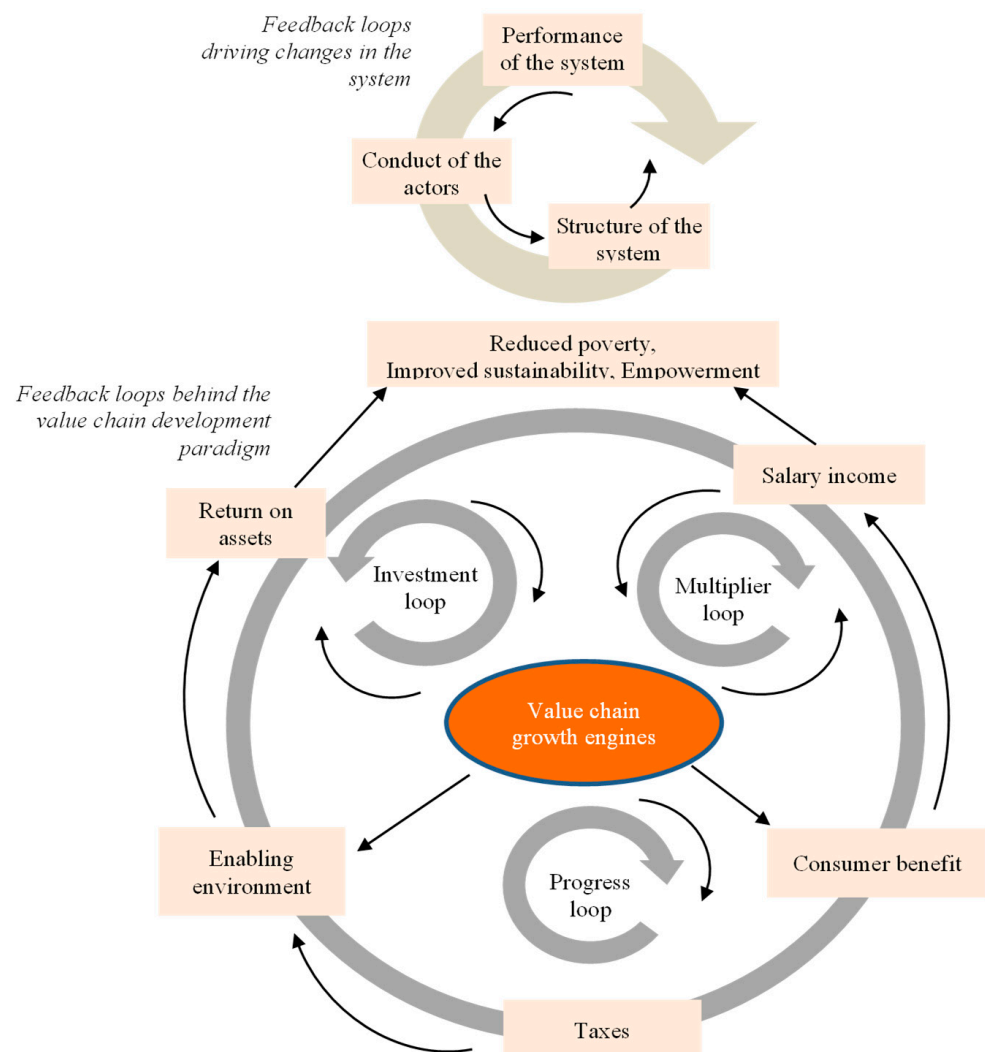 Feedback loops
driving changes in the
system
Performance
of the system
Conduct of the
actors
Structure of the
system
Reduced poverty,
Improved sustainability, Empowerment
Feedback loops behind the
value chain development
paradigm
Salary income
Return on
assets
Investment
loop
Multiplier
loop
Value chain
growth engines
Enabling
environment
Consumer benefit
Progress
loop
Taxes